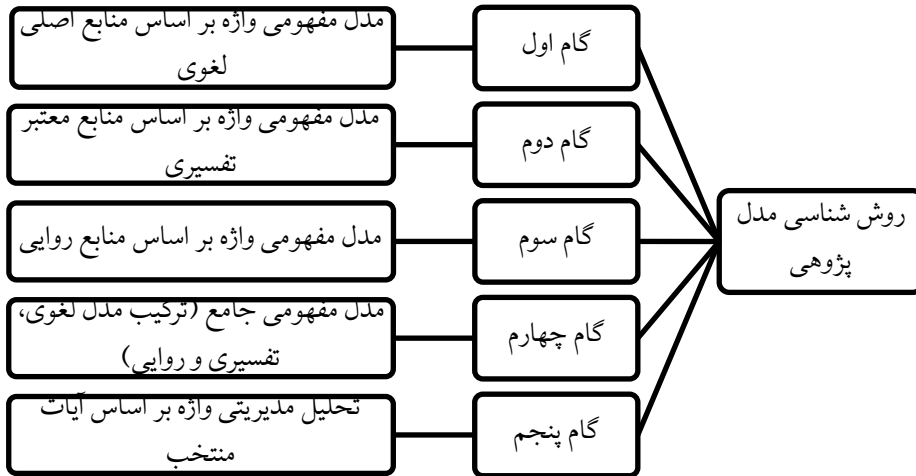 روش شناسی مدل
پژوهی
گام اول
مدل مفهومی واژه بر اساس منابع اصلی
لغوی
گام دوم
مدل مفهومی واژه بر اساس منابع معتبر
تفسیری
گام سوم
مدل مفهومی واژه بر اساس منابع روایی
گام چهارم
مدل مفهومی جامع (ترکیب مدل لغوی،
تفسیری و روایی)
گام پنجم
تحلیل مدیریتی واژه بر اساس آیات
منتخب